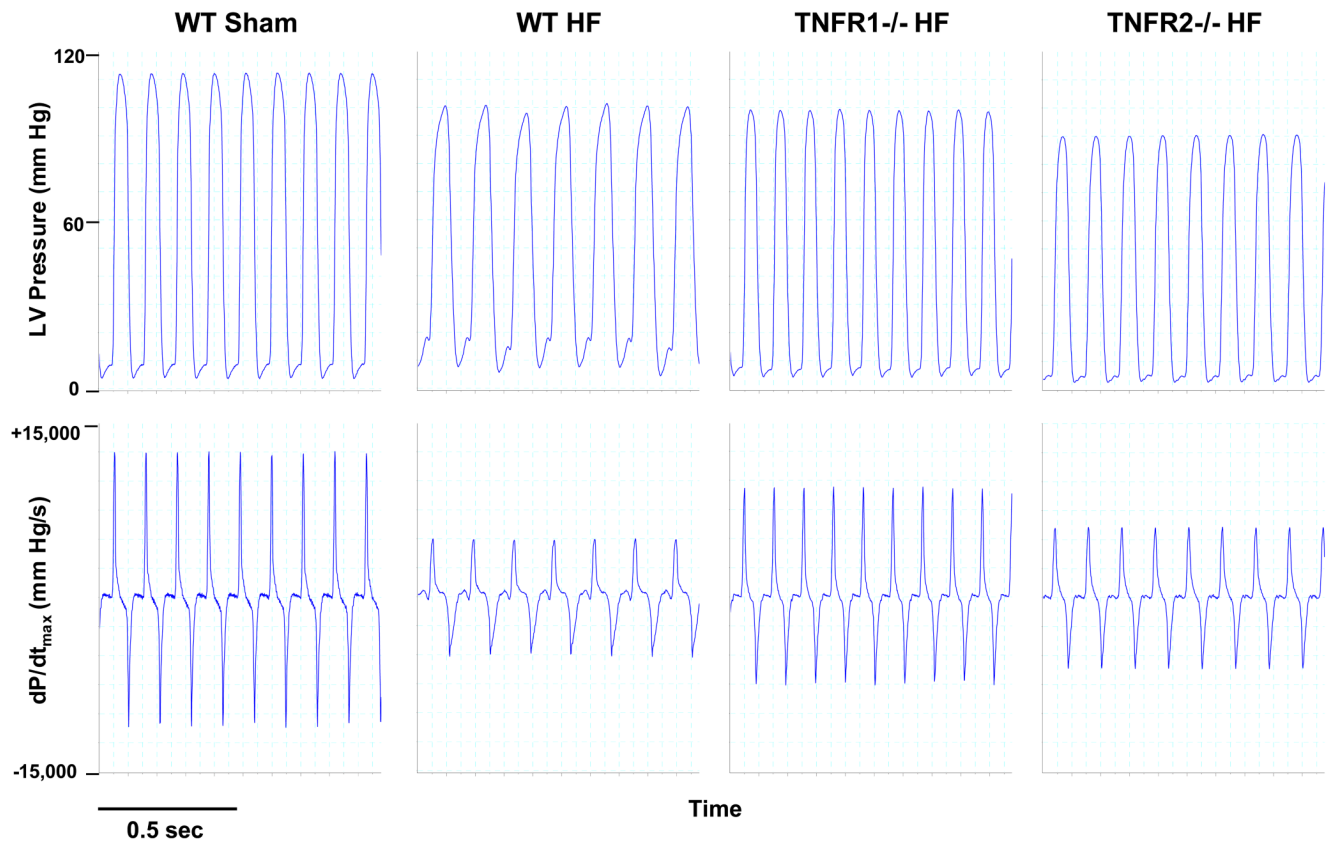 WT Sham
WT HF
TNFR1-/- HF
TNFR2-/- HF
120
60
0
LV Pressure (mm Hg)
+15,000
-15,000
dP/dtmax (mm Hg/s)
Time
0.5 sec